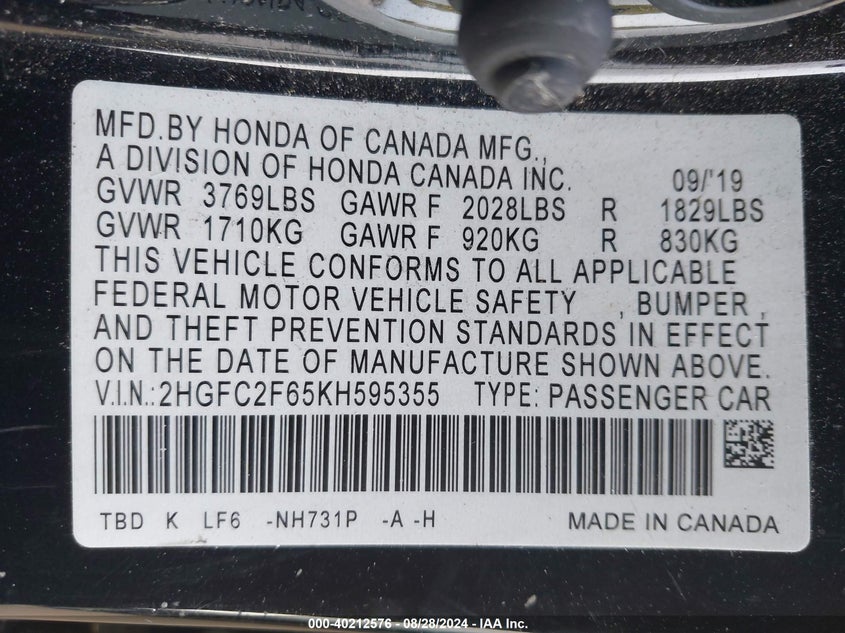 MFD.BY HONDA OF CANADA MFG.,
A DIVISION OF HONDA CANADA INC. 09/'19
GVWR 3769LBS GAWR F 2028LBS R 1829LBS
GVWR 1710KG GAWR F 920KG R 830KG
THIS VEHICLE CONFORMS TO ALL APPLICABLE
FEDERAL MOTOR VEHICLE SAFETY , BUMPER ,
AND THEFT PREVENTION STANDARDS IN EFFECT
ON THE DATE OF MANUFACTURE SHOWN ABOVE.
V.I.N.: 2HGFC2F65KH595355 TYPE: PASSENGER CAR
TBD K LF6 -NH731P -A -H MADE IN CANADA
000-40212576 - 08/28/2024 - IAA Inc.